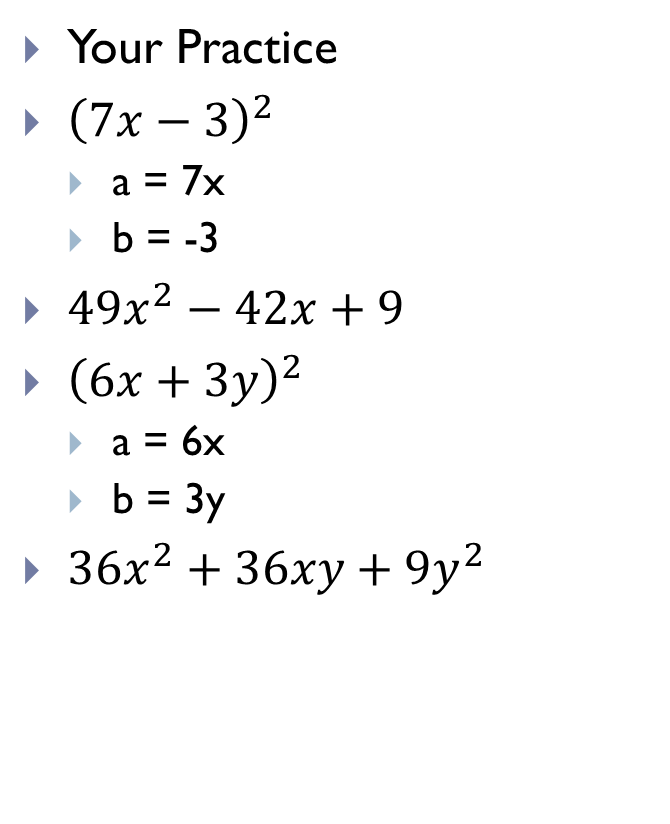 Your Practice
(7x − 3)²
a = 7x
b = -3
49x² − 42x + 9
(6x + 3y)²
a = 6x
b = 3y
36x² + 36xy + 9y²